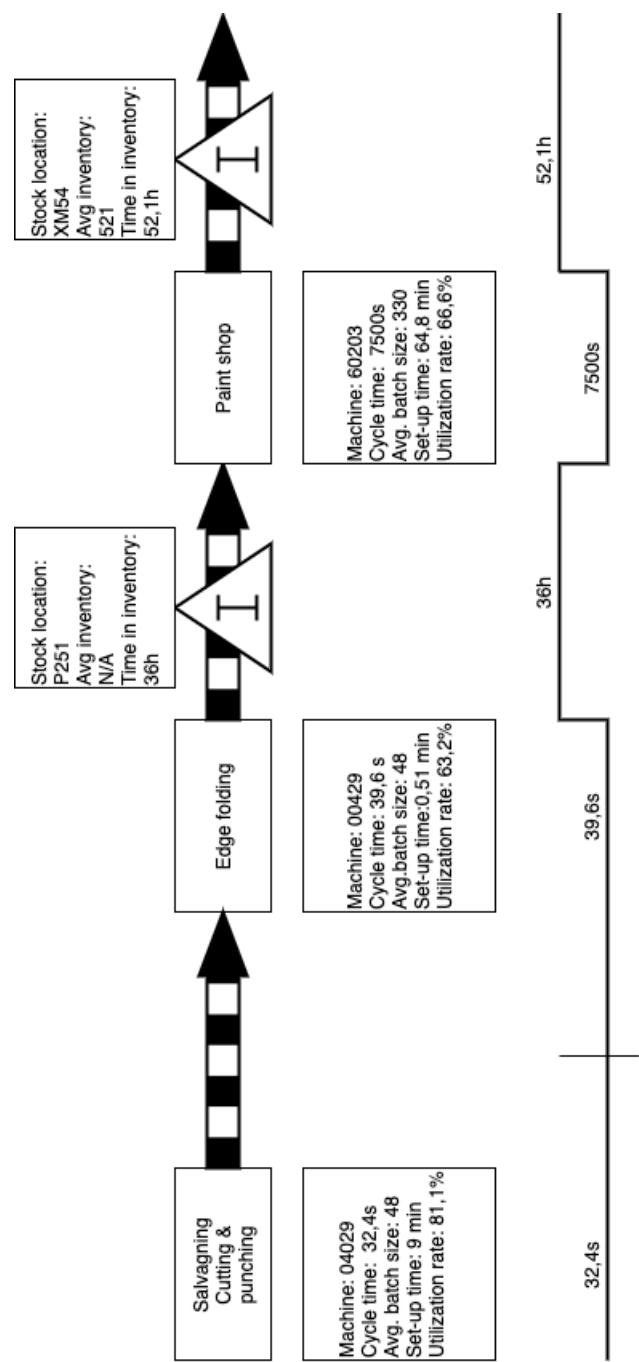 Stock location:
P251
Avg inventory:
N/A
Time in inventory:
36h
Stock location:
XM54
Avg inventory:
521
Time in inventory:
52,1h
Salvagning
Cutting &
punching
Edge folding
I
Paint shop
I
Machine: 04029
Cycle time: 32,4s
Avg. batch size: 48
Set-up time: 9 min
Utilization rate: 81,1%
Machine: 00429
Cycle time: 39,6 s
Avg.batch size: 48
Set-up time:0,51 min
Utilization rate: 63,2%
Machine: 60203
Cycle time: 7500s
Avg. batch size: 330
Set-up time: 64,8 min
Utilization rate: 66,6%
36h
52,1h
32,4s
39,6s
7500s